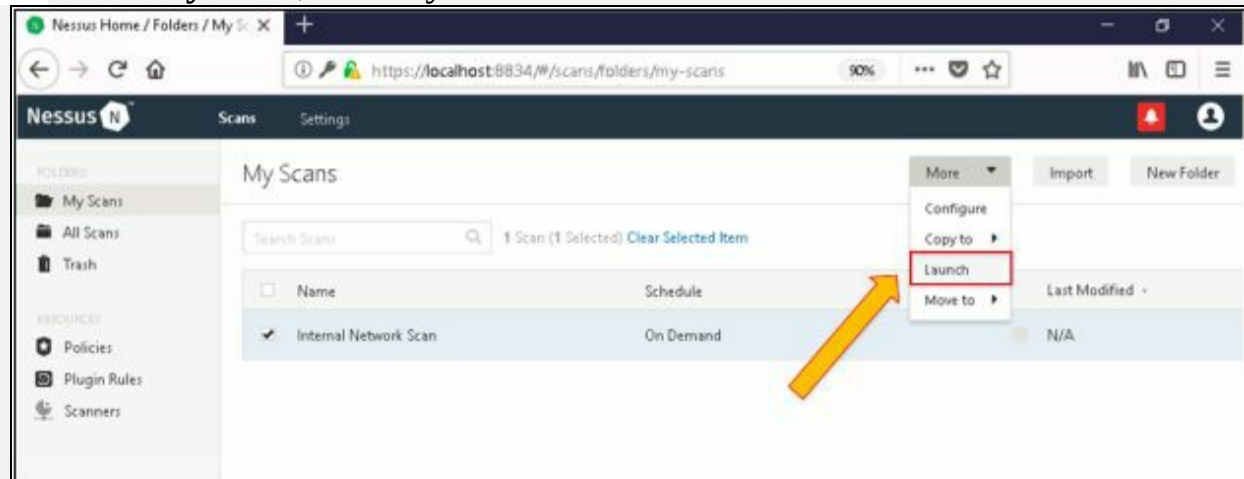 Nessus Home / Folders / My Sc
https://localhost:8834/#/scans/folders/my-scans 90%
Nessus N Scans Settings
FOLDERS
My Scans
All Scans
Trash
RESOURCES
Policies
Plugin Rules
Scanners
My Scans
More Import New Folder
Configure
Copy to
Launch
Move to
Search Scans 1 Scan (1 Selected) Clear Selected Item
Name Schedule Last Modified
Internal Network Scan On Demand N/A